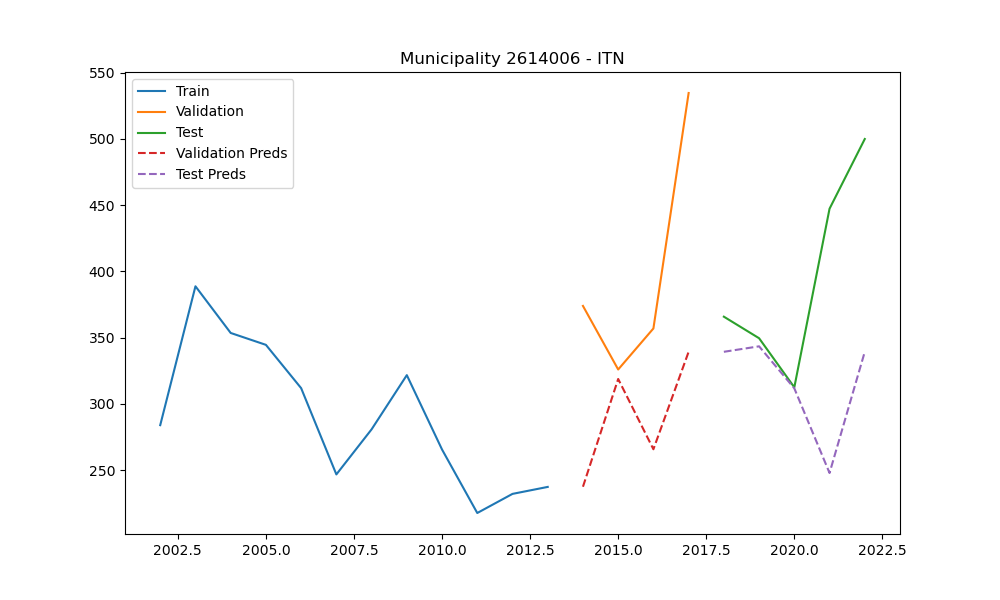 Municipality 2614006 - ITN
550
500
450
400
350
300
250
Train
Validation
Test
Validation Preds
Test Preds
2002.5 2005.0 2007.5 2010.0 2012.5 2015.0 2017.5 2020.0 2022.5